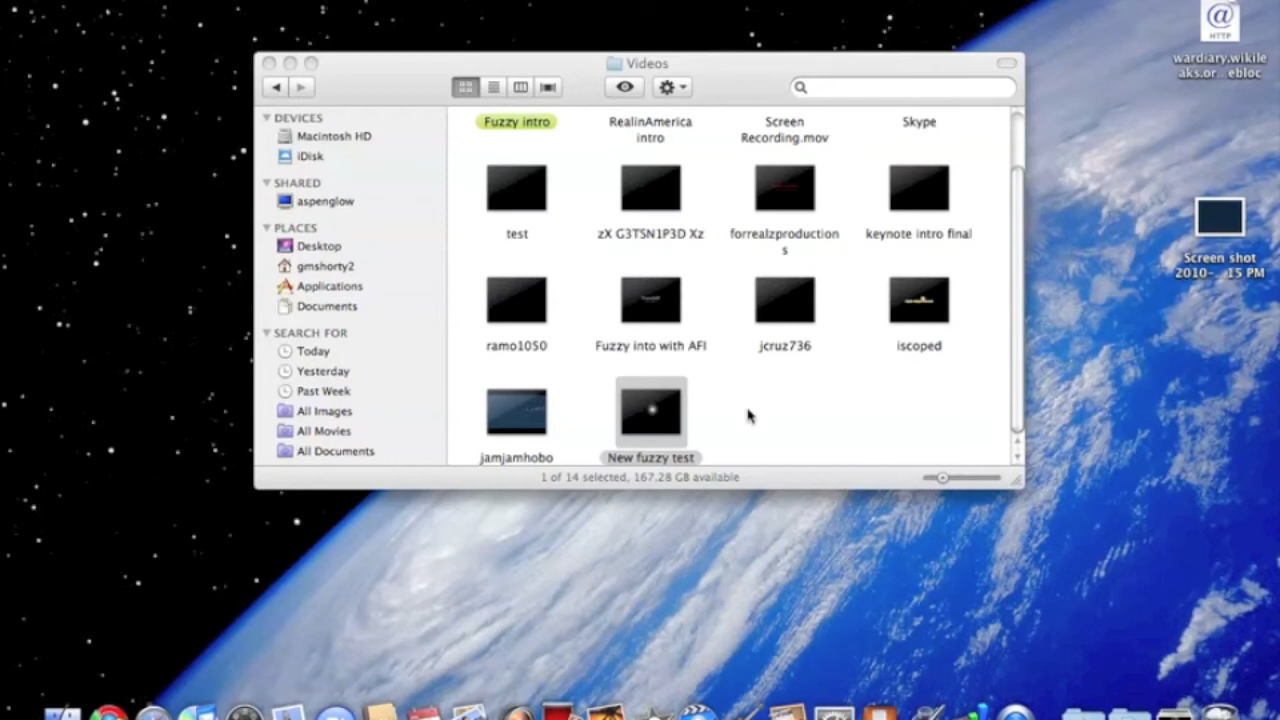 @
HTTP
wardiary.wikile
aks.or...ebloc
Videos
DEVICES
Macintosh HD
iDisk
SHARED
aspenglow
PLACES
Desktop
gmshorty2
Applications
Documents
SEARCH FOR
Today
Yesterday
Past Week
All Images
All Movies
All Documents
Fuzzy intro
RealinAmerica
intro
Screen
Recording.mov
Skype
test
zX G3TSN1P3D Xz
forrealzproduction
s
keynote intro final
ramo1050
Fuzzy into with AFI
jcruz736
iscoped
jamjamhobo
New fuzzy test
1 of 14 selected, 167.28 GB available
Screen shot
2010-...15 PM